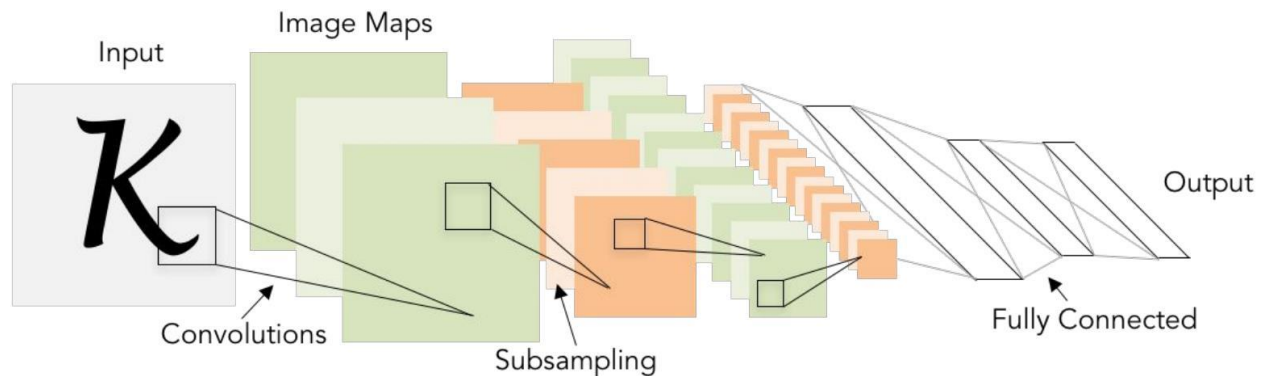 Image Maps
Input
K
Output
Convolutions
Fully Connected
Subsampling